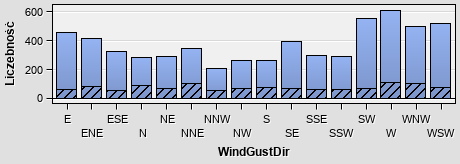 Liczebność
600
400
200
0
E ESE NE NNW S SSE SW WNW
ENE N NNE NW SE SSW W WSW
WindGustDir